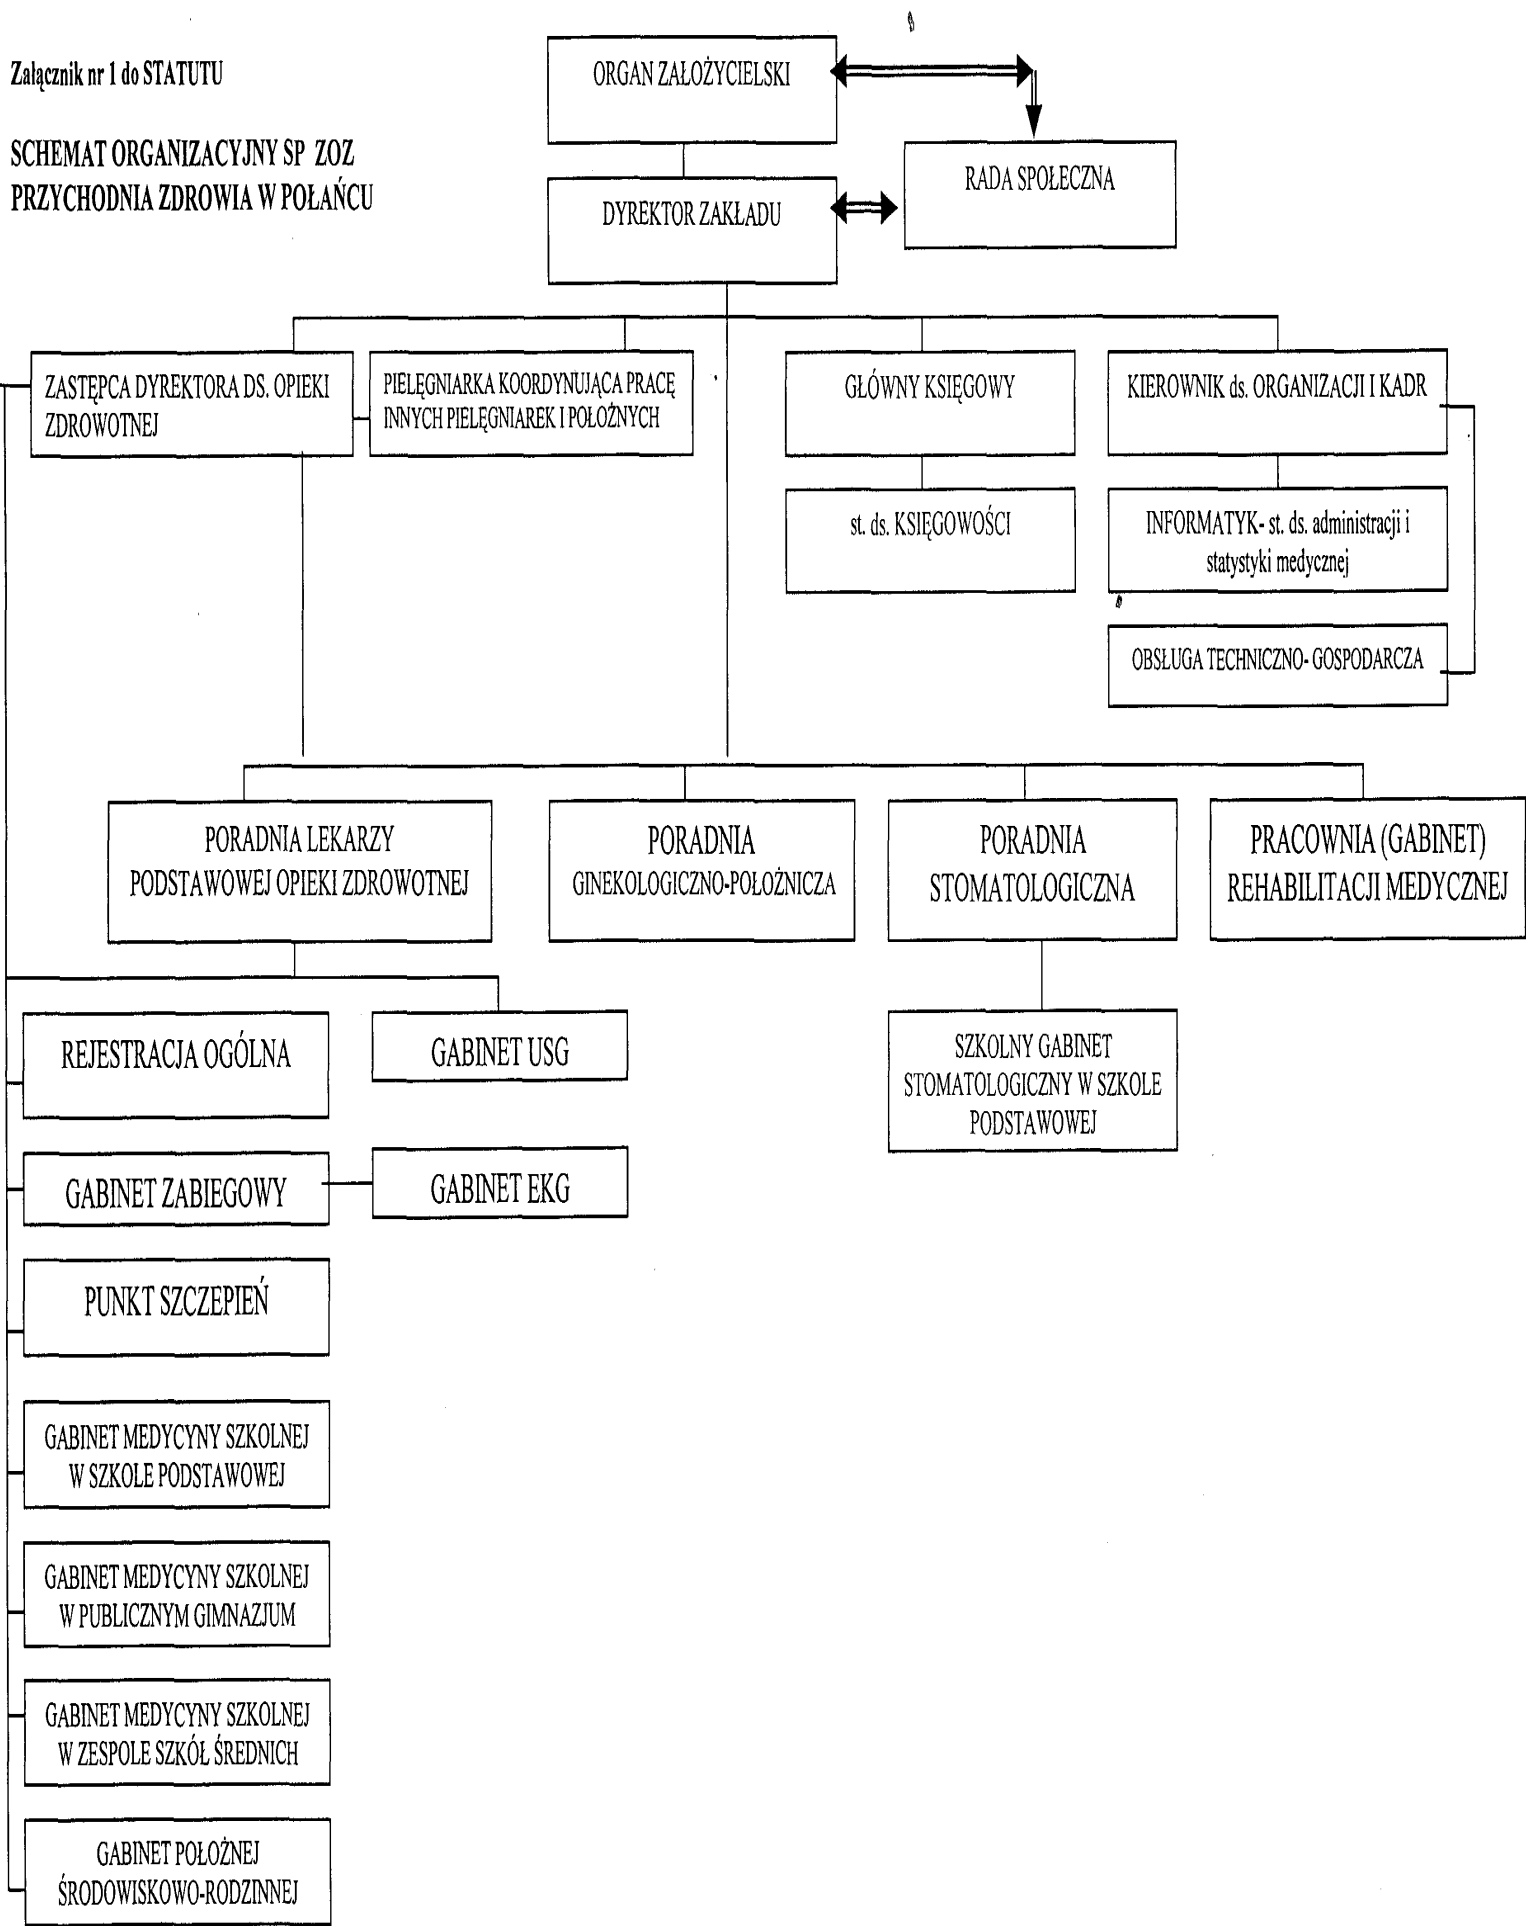 Załącznik nr 1 do STATUTU
SCHEMAT ORGANIZACYJNY SP ZOZ
PRZYCHODNIA ZDROWIA W POŁAŃCU
ORGAN ZAŁOŻYCIELSKI
RADA SPOŁECZNA
DYREKTOR ZAKŁADU
ZASTĘPCA DYREKTORA DS. OPIEKI
ZDROWOTNEJ
PIELĘGNIARKA KOORDYNUJĄCA PRACĘ
INNYCH PIELĘGNIAREK I POŁOŻNYCH
GŁÓWNY KSIĘGOWY
KIEROWNIK ds. ORGANIZACJI I KADR
st. ds. KSIĘGOWOŚCI
INFORMATYK- st. ds. administracji i
statystyki medycznej
OBSŁUGA TECHNICZNO- GOSPODARCZA
PORADNIA LEKARZY
PODSTAWOWEJ OPIEKI ZDROWOTNEJ
PORADNIA
GINEKOLOGICZNO-POŁOŻNICZA
PORADNIA
STOMATOLOGICZNA
PRACOWNIA (GABINET)
REHABILITACJI MEDYCZNEJ
REJESTRACJA OGÓLNA
GABINET USG
SZKOLNY GABINET
STOMATOLOGICZNY W SZKOLE
PODSTAWOWEJ
GABINET ZABIEGOWY
GABINET EKG
PUNKT SZCZEPIEŃ
GABINET MEDYCYNY SZKOLNEJ
W SZKOLE PODSTAWOWEJ
GABINET MEDYCYNY SZKOLNEJ
W PUBLICZNYM GIMNAZJUM
GABINET MEDYCYNY SZKOLNEJ
W ZESPOLE SZKÓŁ ŚREDNICH
GABINET POŁOŻNEJ
ŚRODOWISKOWO-RODZINNEJ